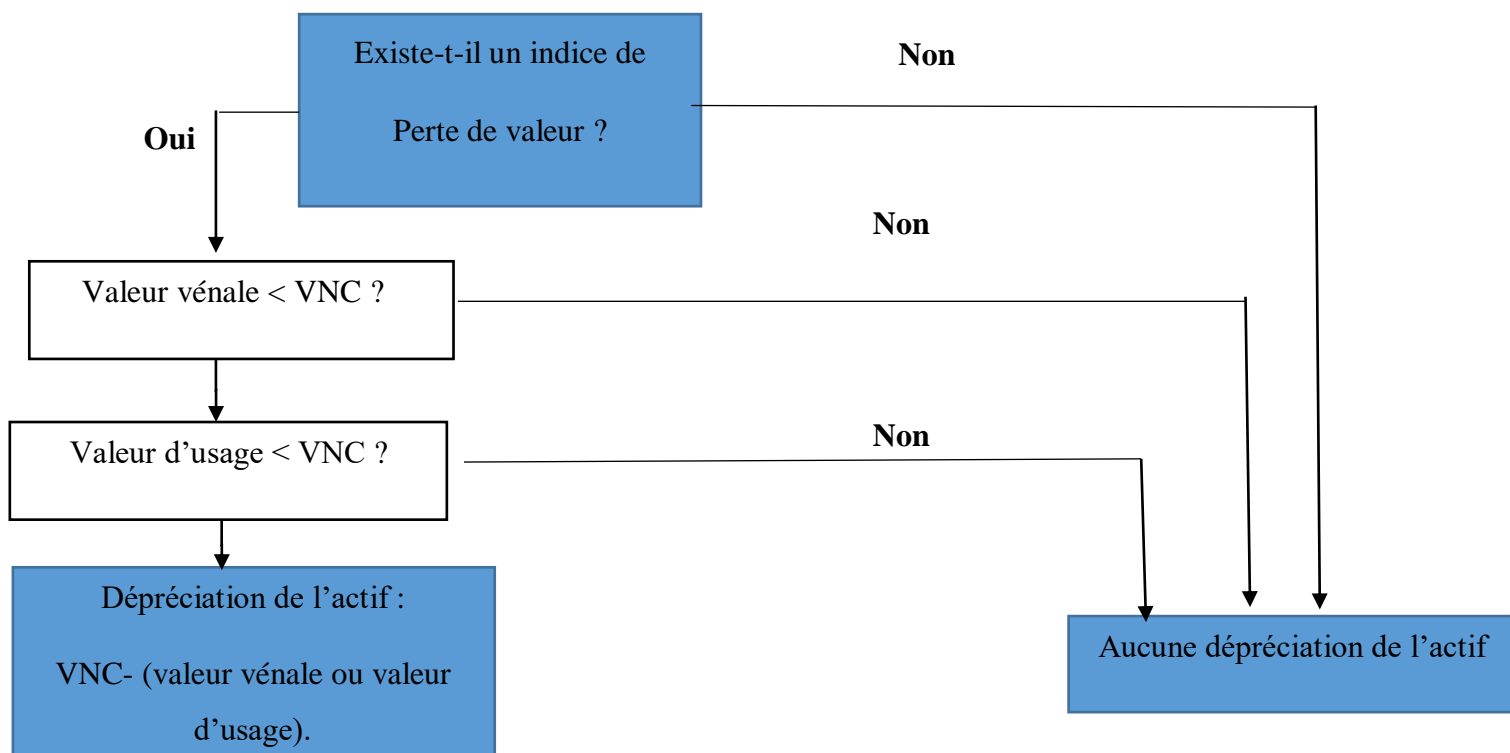 Existe-t-il un indice de
Perte de valeur ?
Non
Oui
Non
Valeur vénale < VNC ?
Valeur d’usage < VNC ?
Non
Dépréciation de l’actif :
VNC- (valeur vénale ou valeur
d’usage).
Aucune dépréciation de l’actif